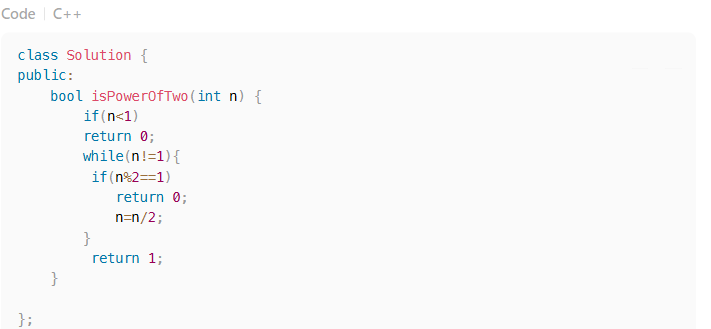 Code | C++
class Solution {
public:
    bool isPowerOfTwo(int n) {
        if(n<1)
        return 0;
        while(n!=1){
         if(n%2==1)
            return 0;
            n=n/2;
        }
         return 1;
    }
};